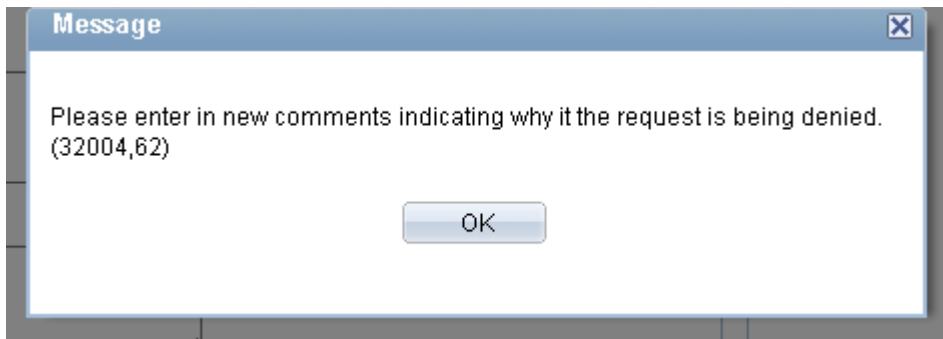 Message
Please enter in new comments indicating why it the request is being denied.
(32004,62)
OK